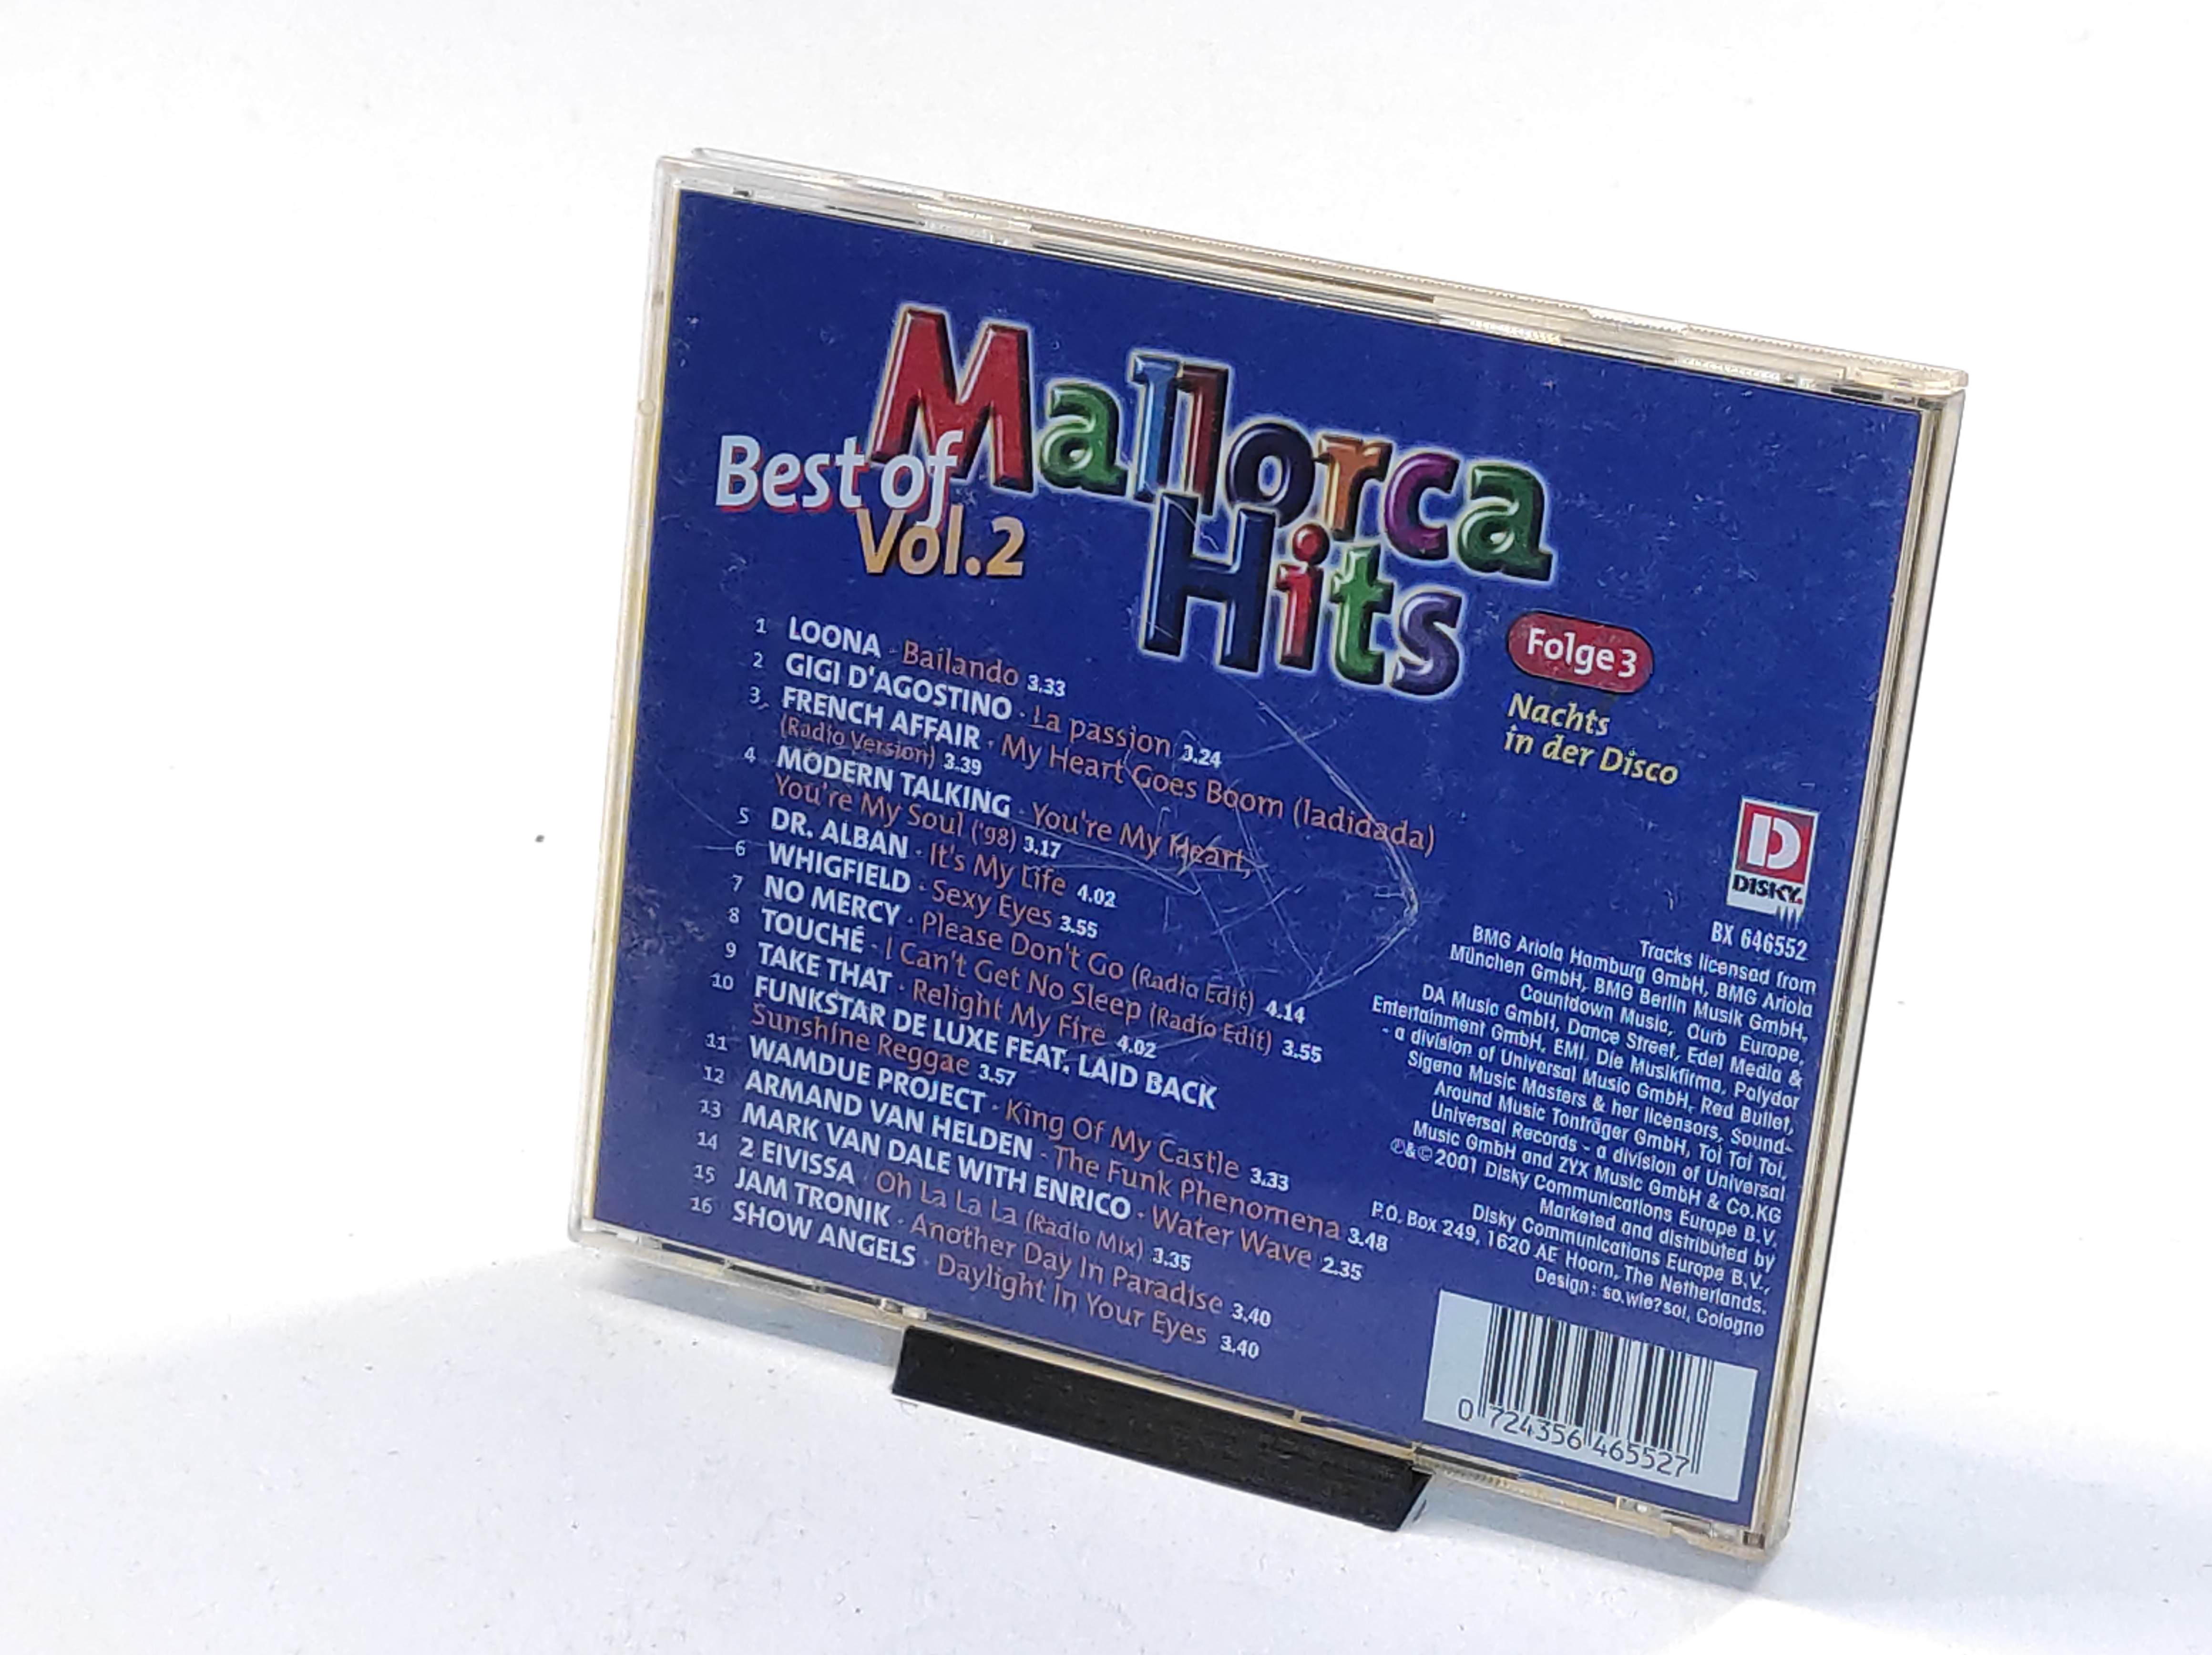 Mallorca
Best of
Vol.2
Hits
Folge 3
Nachts
in der Disco
1 LOONA · Bailando 3.33
2 GIGI D'AGOSTINO · La passion 3.24
3 FRENCH AFFAIR · My Heart Goes Boom (ladidada)
(Radio Version) 3.39
4 MODERN TALKING · You're My Heart,
You're My Soul ('98) 3.17
5 DR. ALBAN · It's My Life 4.02
6 WHIGFIELD · Sexy Eyes 3.55
7 NO MERCY · Please Don't Go (Radio Edit) 4.14
8 TOUCHÉ · I Can't Get No Sleep (Radio Edit) 3.55
9 TAKE THAT · Relight My Fire 4.02
10 FUNKSTAR DE LUXE FEAT. LAID BACK
Sunshine Reggae 3.57
11 WAMDUE PROJECT · King Of My Castle 3.33
12 ARMAND VAN HELDEN · The Funk Phenomena 3.48
13 MARK VAN DALE WITH ENRICO · Water Wave 2.35
14 2 EIVISSA · Oh La La La (Radio Mix) 3.35
15 JAM TRONIK · Another Day In Paradise 3.40
16 SHOW ANGELS · Daylight In Your Eyes 3.40
D
DISKY
BX 646552
Tracks licensed from
BMG Ariola Hamburg GmbH, BMG Ariola
München GmbH, BMG Berlin Musik GmbH,
Countdown Music, Curb Europe,
DA Music GmbH, Dance Street, Edel Media &
Entertainment GmbH, EMI, Die Musikfirma, Polydor
- a division of Universal Music GmbH, Red Bullet,
Sigena Music Masters & her licensors, Sound-
Around Music Tonträger GmbH, Toi Toi Toi,
Universal Records - a division of Universal
Music GmbH and ZYX Music GmbH & Co.KG
℗&©2001 Disky Communications Europe B.V.
Marketed and distributed by
Disky Communications Europe B.V.,
P.O. Box 249, 1620 AE Hoorn, The Netherlands.
Design: so.wie?so!, Cologne
0 724356 465527